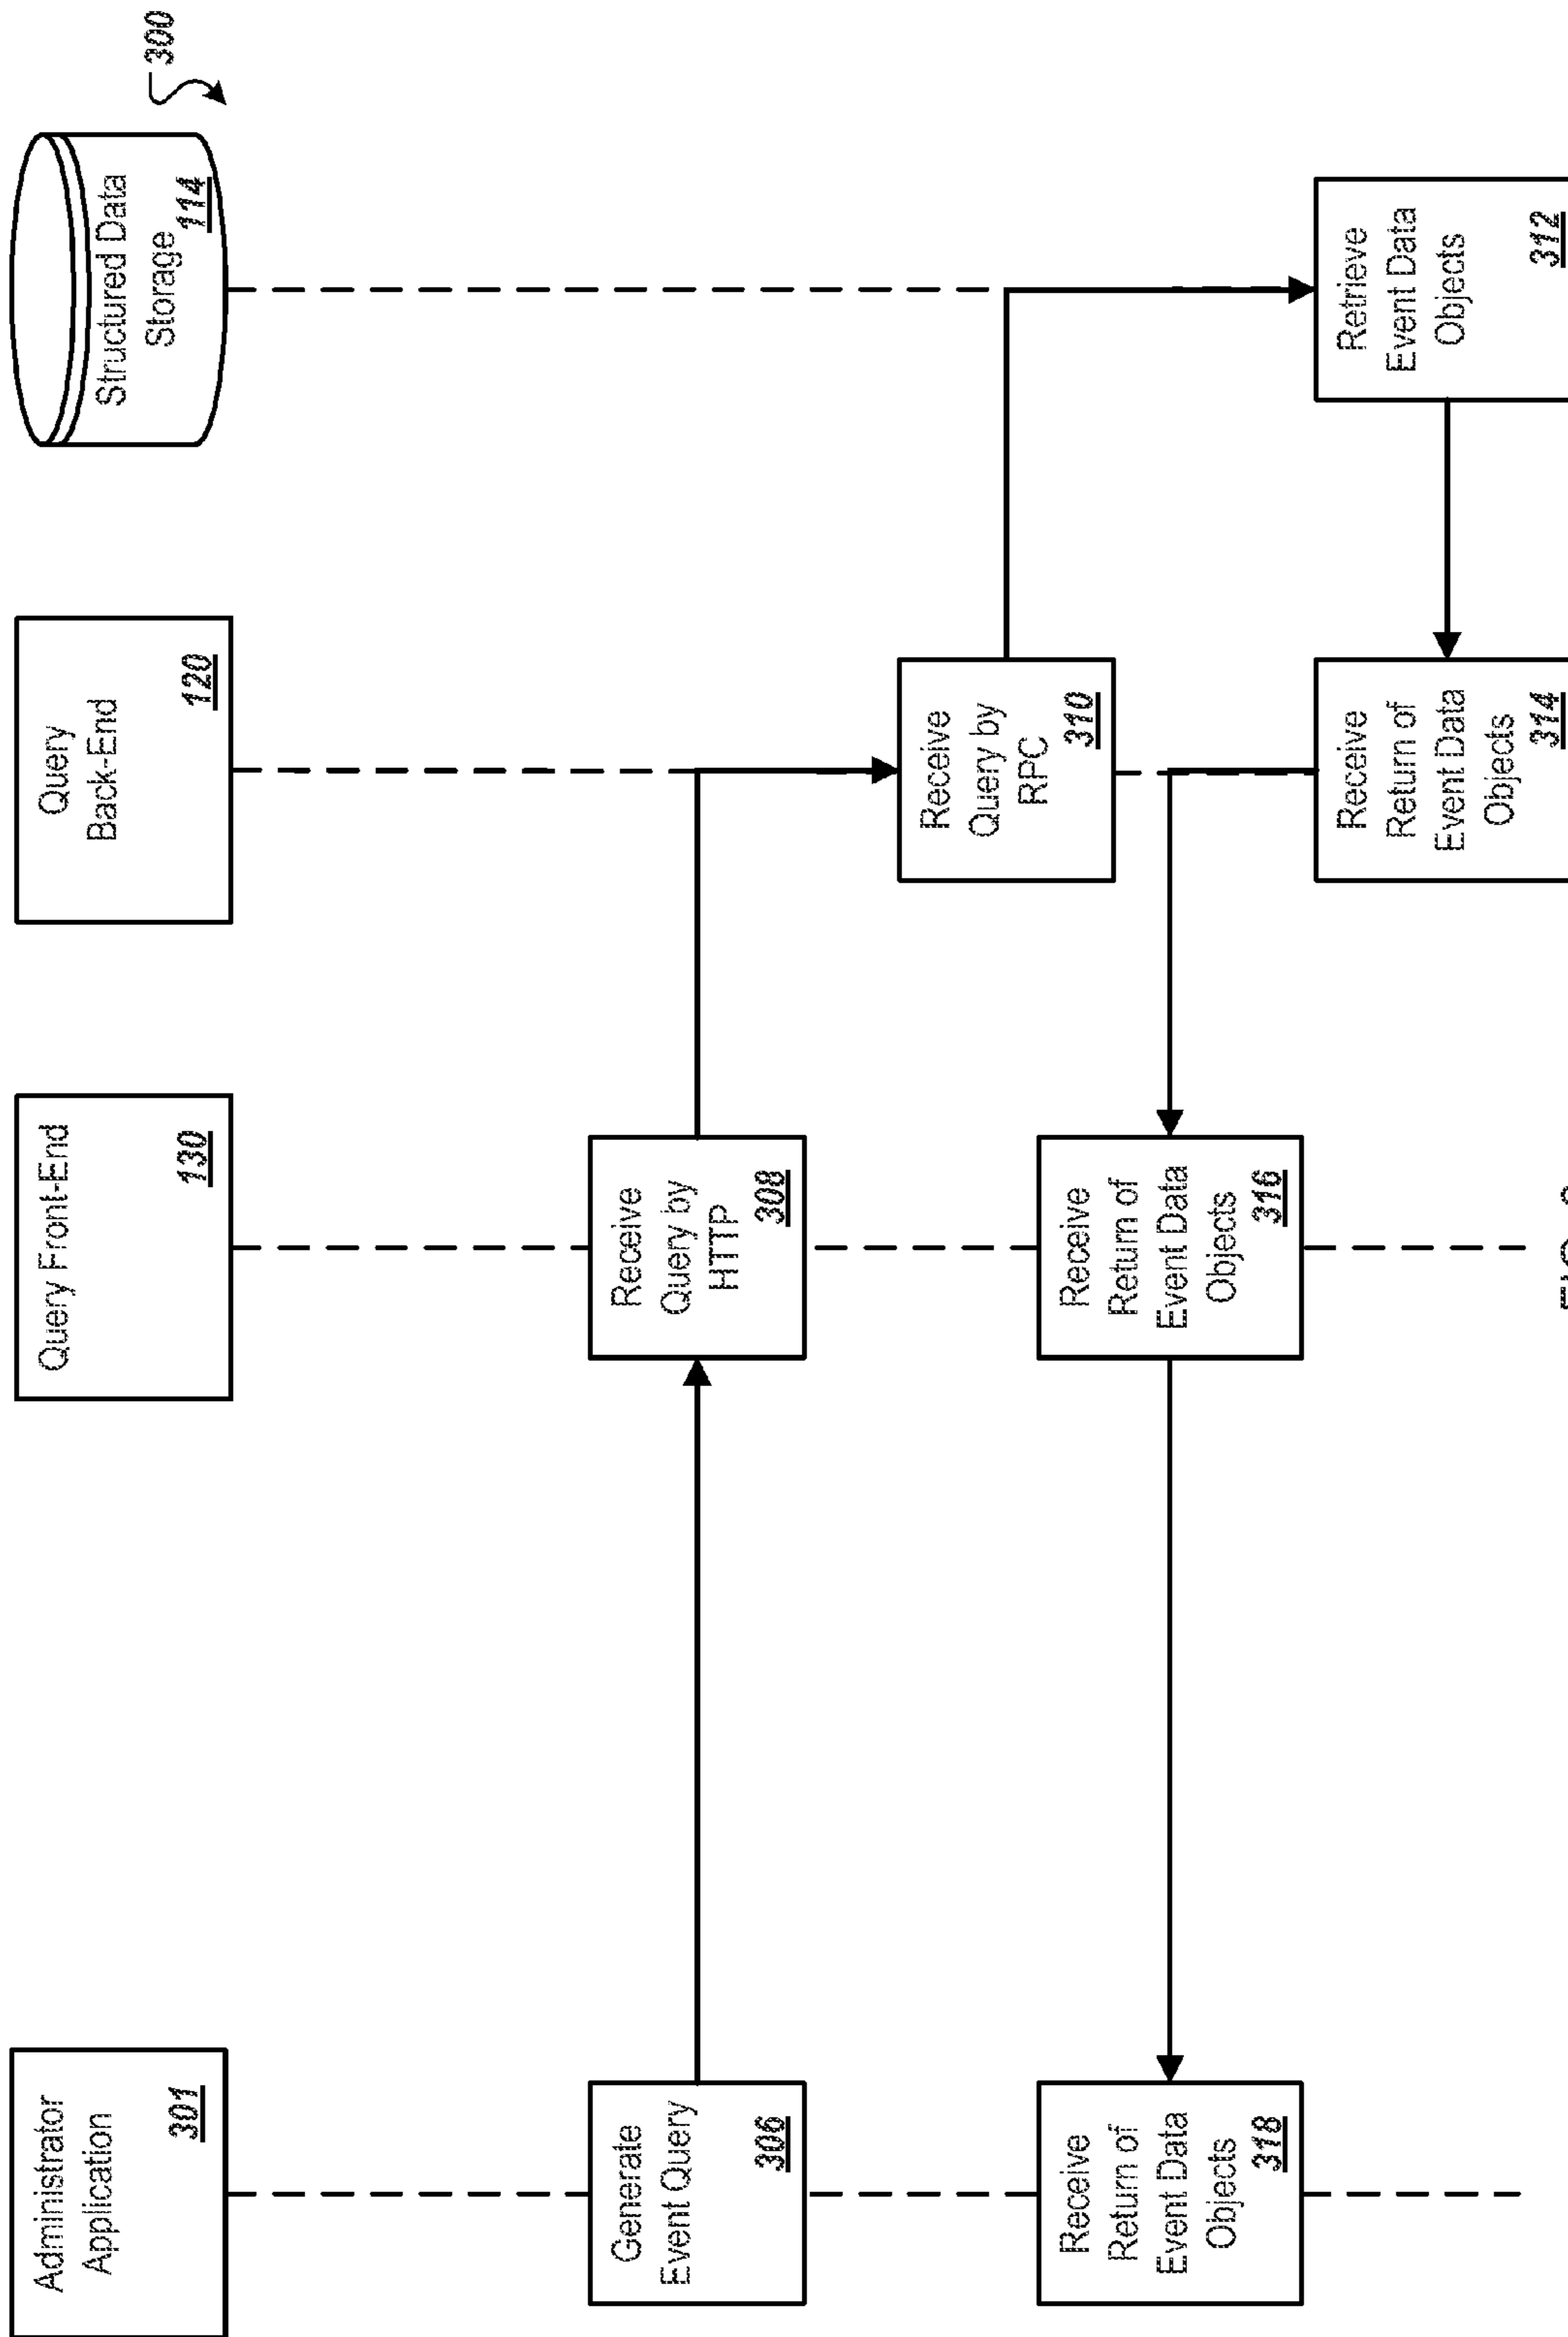 300
Administrator
Application
301
Query Front-End
130
Query
Back-End
120
Structured Data
Storage
114
Generate
Event Query
306
Receive
Query by
HTTP
308
Receive
Query by
RPC
310
Retrieve
Event Data
Objects
312
Receive
Return of
Event Data
Objects
314
Receive
Return of
Event Data
Objects
316
Receive
Return of
Event Data
Objects
318